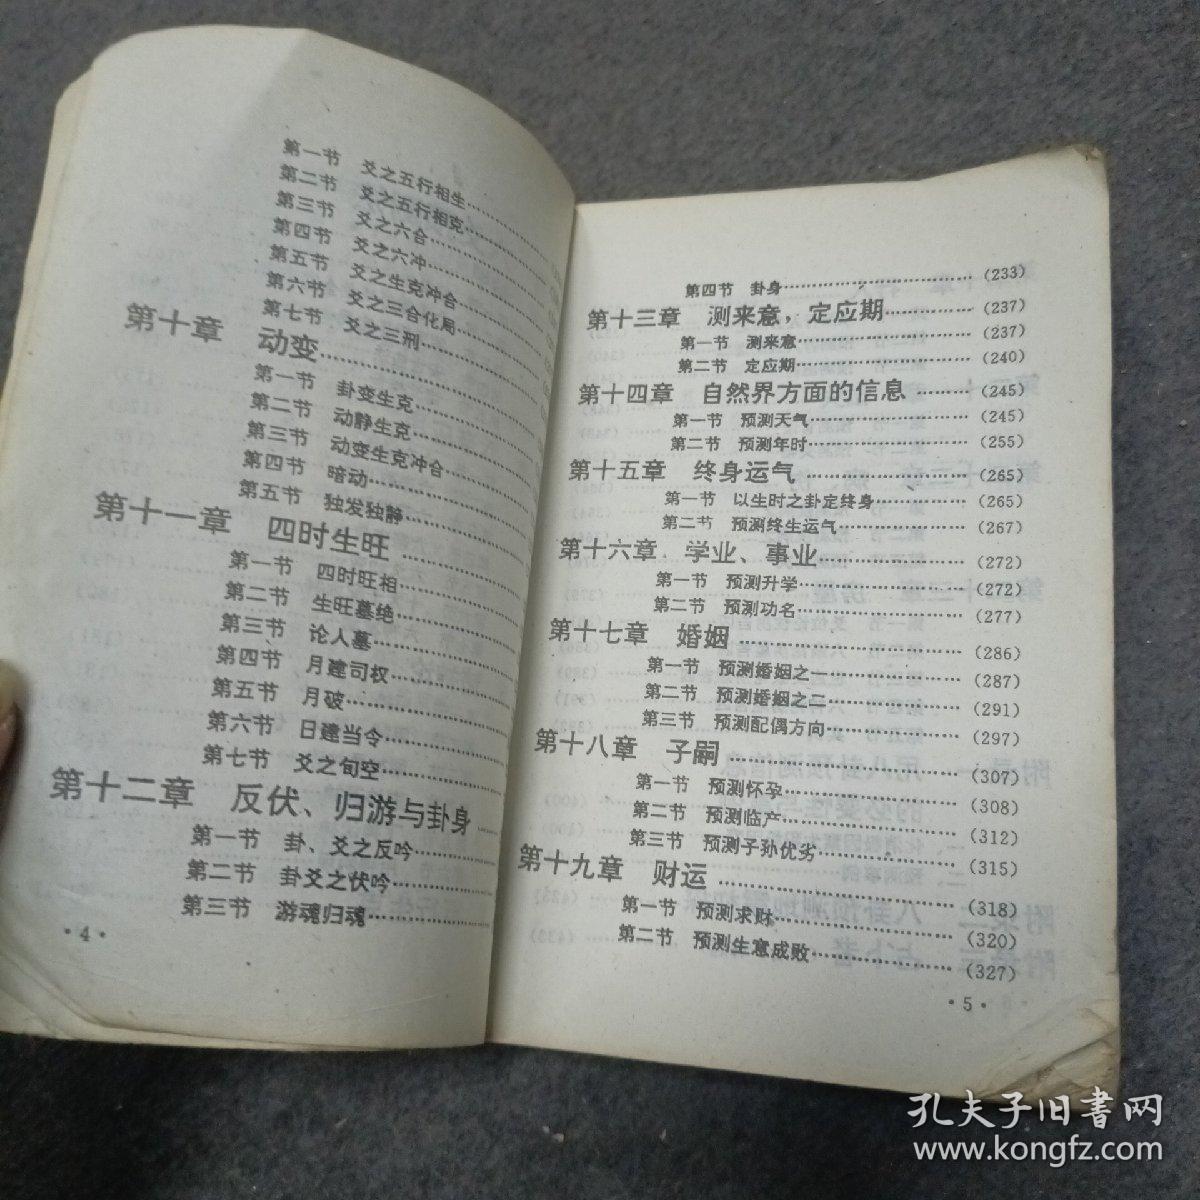 第一节 爻之五行相生……………
第二节 爻之五行相克……………
第三节 爻之六合……………
第四节 爻之六冲……………
第五节 爻之生克冲合……………
第六节 爻之三合化局……………
第七节 爻之三刑……………
第十章 动变……………
第一节 卦变生克……………
第二节 动静生克……………
第三节 动变生克冲合……………
第四节 暗动……………
第五节 独发独静……………
第十一章 四时生旺……………
第一节 四时旺相……………
第二节 生旺墓绝……………
第三节 论人墓……………
第四节 月建司权……………
第五节 月破……………
第六节 日建当令……………
第七节 爻之旬空……………
第十二章 反伏、归游与卦身……………
第一节 卦、爻之反吟……………
第二节 卦爻之伏吟……………
第三节 游魂归魂……………
·4·
第四节 卦身……………(233)
第十三章 测来意,定应期……………(237)
第一节 测来意……………(237)
第二节 定应期……………(240)
第十四章 自然界方面的信息………(245)
第一节 预测天气……………(245)
第二节 预测年时……………(255)
第十五章 终身运气……………(265)
第一节 以生时之卦定终身……………(265)
第二节 预测终生运气……………(267)
第十六章 学业、事业……………(272)
第一节 预测升学……………(272)
第二节 预测功名……………(277)
第十七章 婚姻……………(286)
第一节 预测婚姻之一……………(287)
第二节 预测婚姻之二……………(291)
第三节 预测配偶方向……………(297)
第十八章 子嗣……………(307)
第一节 预测怀孕……………(308)
第二节 预测临产……………(312)
第三节 预测子孙优劣……………(315)
第十九章 财运……………(318)
第一节 预测求财……………(320)
第二节 预测生意成败……………(327)
·5·
孔夫子旧书网
www.kongfz.com